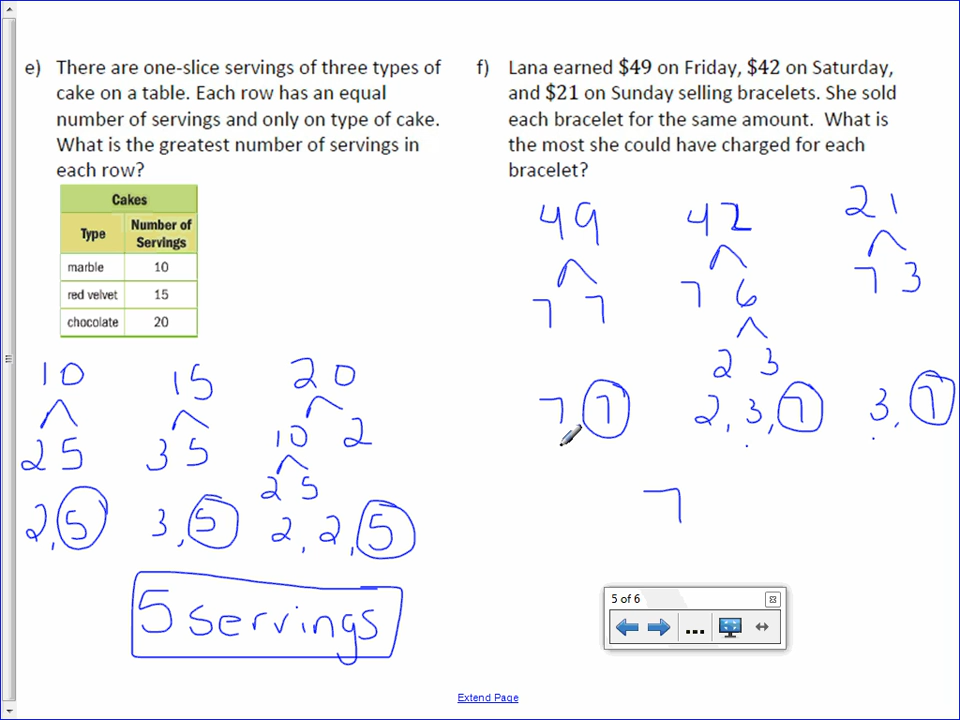 e) There are one-slice servings of three types of
cake on a table. Each row has an equal
number of servings and only on type of cake.
What is the greatest number of servings in
each row?
Cakes
Type Number of Servings
marble 10
red velvet 15
chocolate 20
10 15 20
2 5 3 5 10 2
2 5
2, 5 3, 5 2, 2, 5
5 servings
f) Lana earned $49 on Friday, $42 on Saturday,
and $21 on Sunday selling bracelets. She sold
each bracelet for the same amount. What is
the most she could have charged for each
bracelet?
49 42 21
7 7 7 6 7 3
2 3
7, 7 2, 3, 7 3, 7
7
5 of 6
...
Extend Page